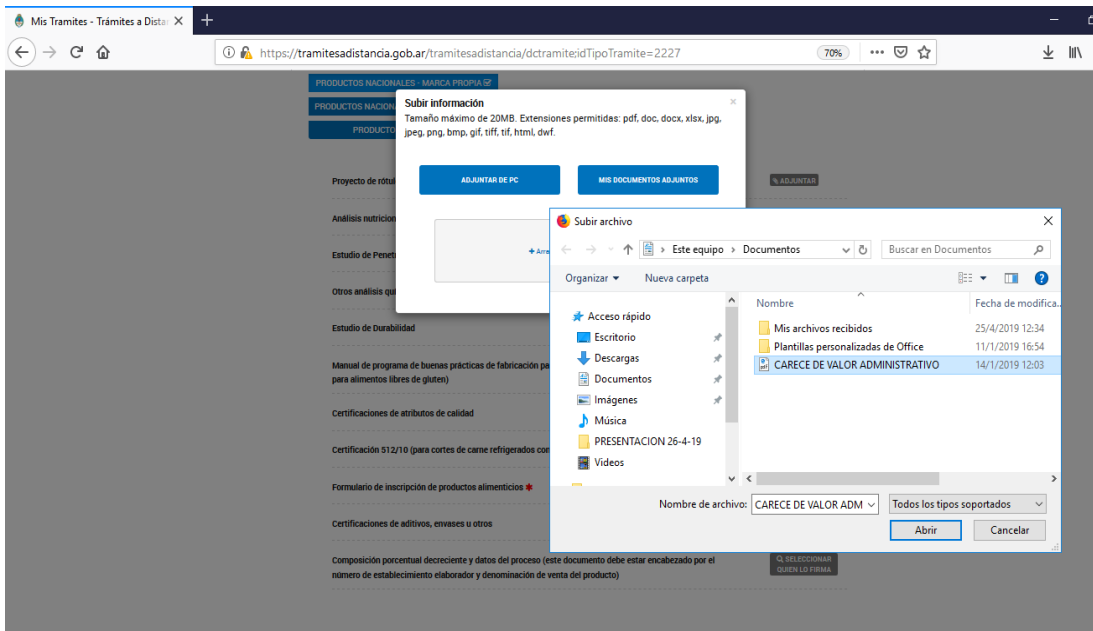 Mis Tramites - Trámites a Distan
https://tramitesadistancia.gob.ar/tramitesadistancia/dctramite;idTipoTramite=2227
70%
PRODUCTOS NACIONALES - MARCA PROPIA
PRODUCTOS NACION
PRODUCTO
Subir información
Tamaño máximo de 20MB. Extensiones permitidas: pdf, doc, docx, xlsx, jpg,
jpeg, png, bmp, gif, tiff, tif, html, dwf.
ADJUNTAR DE PC
MIS DOCUMENTOS ADJUNTOS
+ Arra
Proyecto de rótul
ADJUNTAR
Análisis nutricion
Estudio de Penet
Otros análisis qu
Estudio de Durabilidad
Manual de programa de buenas prácticas de fabricación pa
para alimentos libres de gluten)
Certificaciones de atributos de calidad
Certificación 512/10 (para cortes de carne refrigerados con
Formulario de inscripción de productos alimenticios *
Certificaciones de aditivos, envases u otros
Composición porcentual decreciente y datos del proceso (este documento debe estar encabezado por el
número de establecimiento elaborador y denominación de venta del producto)
SELECCIONAR
QUIEN LO FIRMA
Subir archivo
Este equipo > Documentos
Buscar en Documentos
Organizar
Nueva carpeta
Acceso rápido
Escritorio
Descargas
Documentos
Imágenes
Música
PRESENTACION 26-4-19
Videos
Nombre
Fecha de modifica...
Mis archivos recibidos
25/4/2019 12:34
Plantillas personalizadas de Office
11/1/2019 16:54
CARECE DE VALOR ADMINISTRATIVO
14/1/2019 12:03
Nombre de archivo:
CARECE DE VALOR ADM
Todos los tipos soportados
Abrir
Cancelar